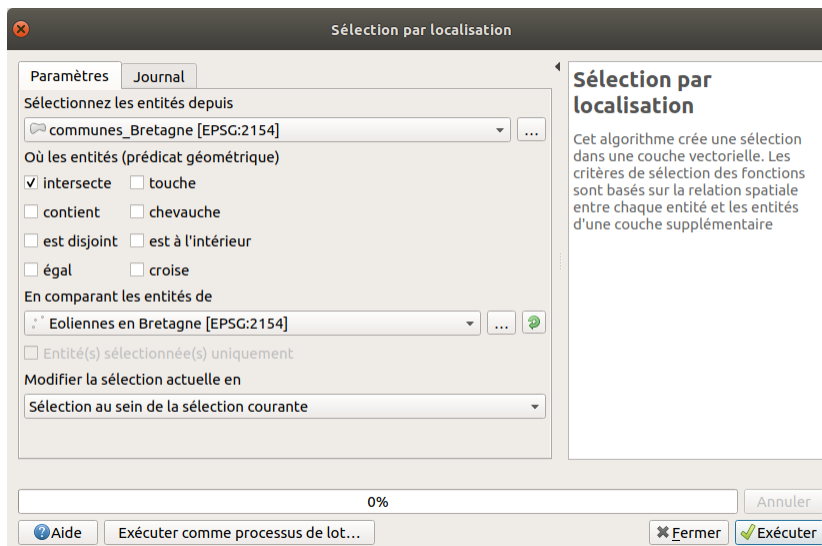 Sélection par localisation
Paramètres
Journal
Sélectionnez les entités depuis
communes_Bretagne [EPSG:2154]
...
Où les entités (prédicat géométrique)
intersecte
touche
contient
chevauche
est disjoint
est à l'intérieur
égal
croise
En comparant les entités de
Eoliennes en Bretagne [EPSG:2154]
...
Entité(s) sélectionnée(s) uniquement
Modifier la sélection actuelle en
Sélection au sein de la sélection courante
Sélection par
localisation
Cet algorithme crée une sélection
dans une couche vectorielle. Les
critères de sélection des fonctions
sont basés sur la relation spatiale
entre chaque entité et les entités
d'une couche supplémentaire
0%
Annuler
Aide
Exécuter comme processus de lot...
Fermer
Exécuter